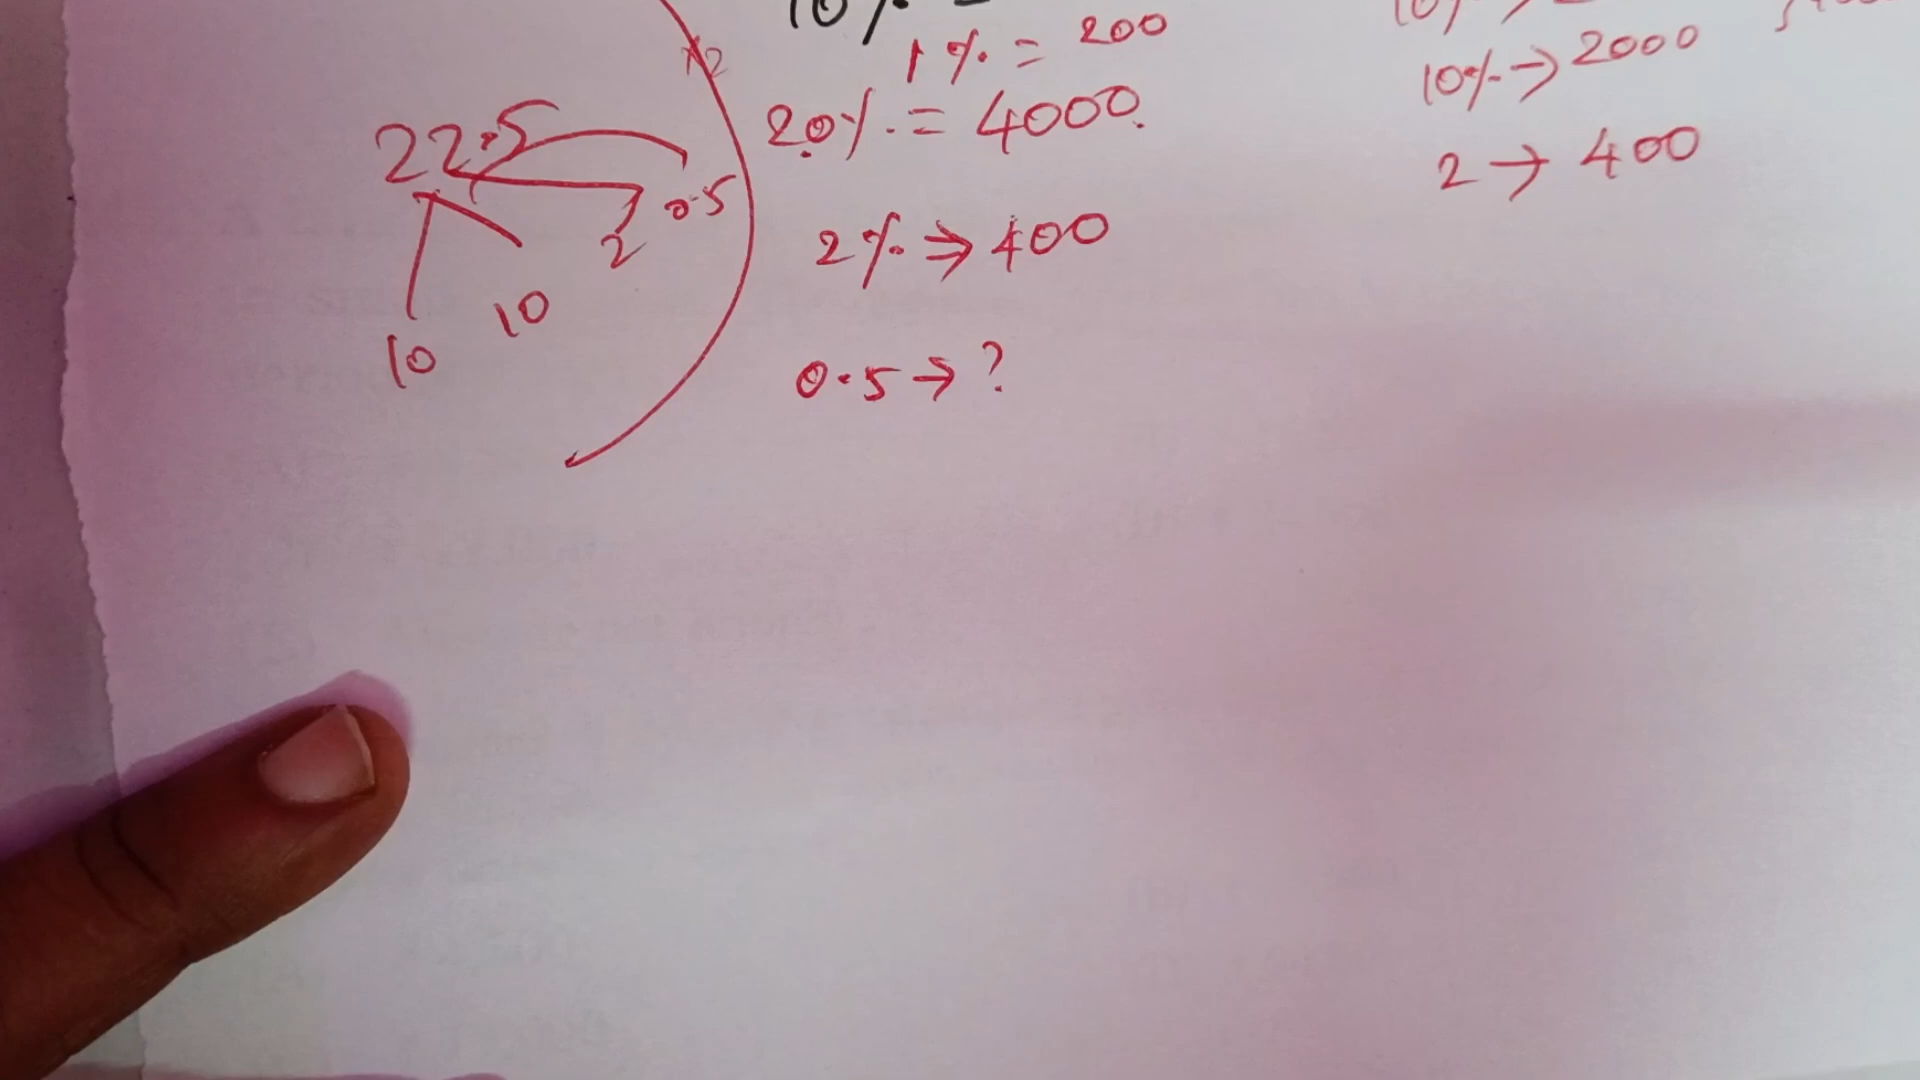 10% =
1% = 200
20% = 4000
2% ⇒ 400
0.5 → ?
22.5
0.5
2
10
10
×2
10% → 2000
2 → 400